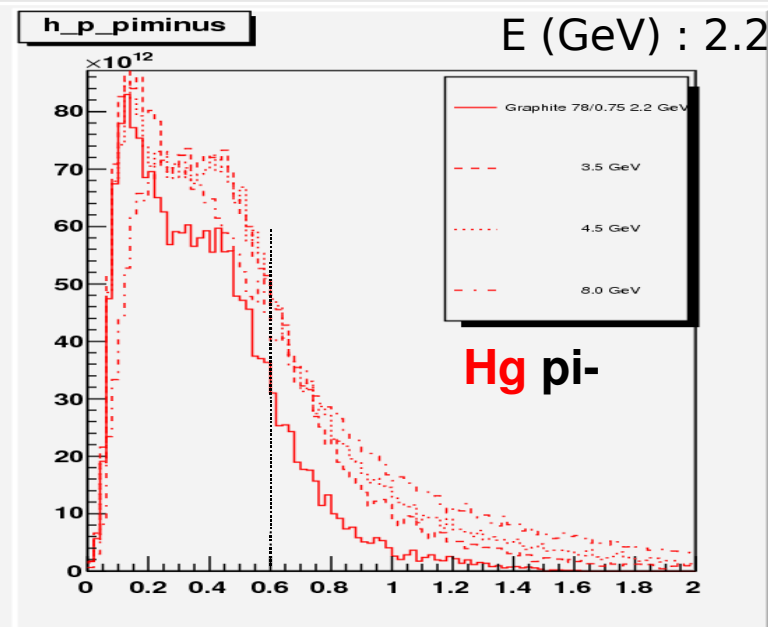 h_p_piminus
E (GeV) : 2.2
×10¹²
Graphite 78/0.75 2.2 GeV
3.5 GeV
4.5 GeV
8.0 GeV
Hg pi-
80
70
60
50
40
30
20
10
0
0 0.2 0.4 0.6 0.8 1 1.2 1.4 1.6 1.8 2